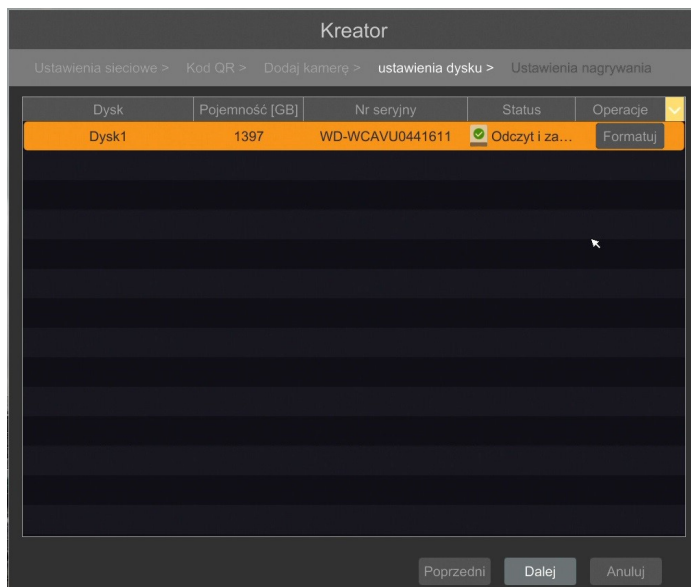 Kreator
Ustawienia sieciowe > Kod QR > Dodaj kamerę > ustawienia dysku > Ustawienia nagrywania
Dysk Pojemność [GB] Nr seryjny Status Operacje
Dysk1 1397 WD-WCAVU0441611 Odczyt i za... Formatuj
Poprzedni Dalej Anuluj